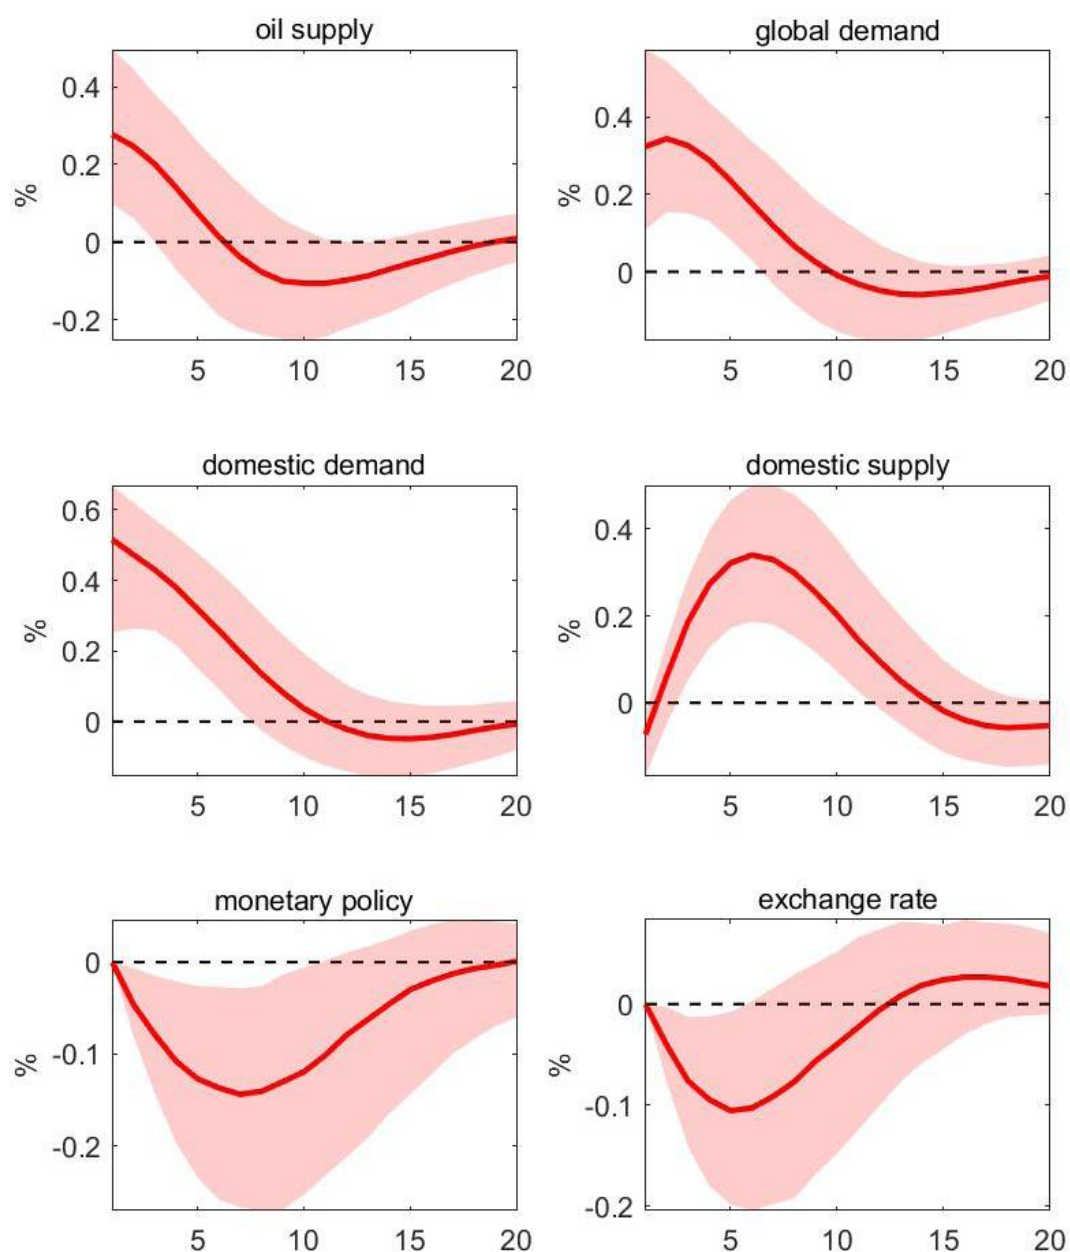 oil supply
0.4
0.2
0
-0.2
%
5 10 15 20
global demand
0.4
0.2
0
%
5 10 15 20
domestic demand
0.6
0.4
0.2
0
%
5 10 15 20
domestic supply
0.4
0.2
0
%
5 10 15 20
monetary policy
0
-0.1
-0.2
%
5 10 15 20
exchange rate
0
-0.1
-0.2
%
5 10 15 20